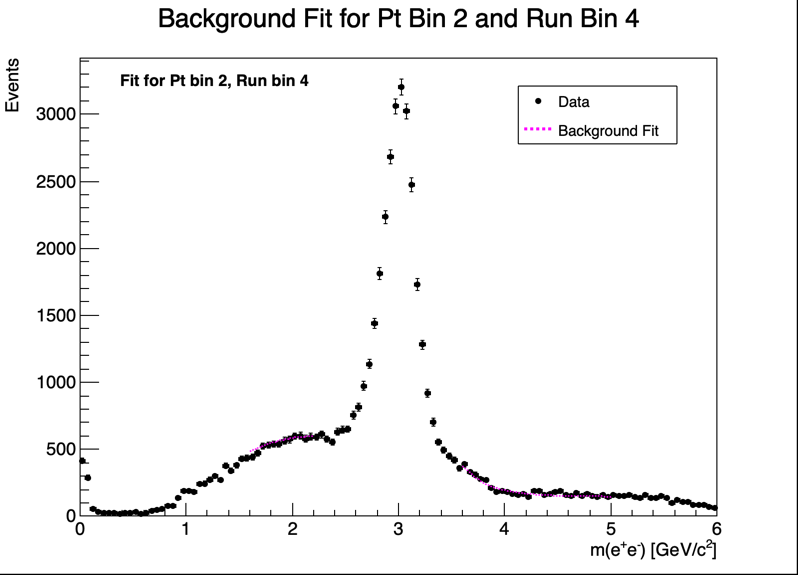 Background Fit for Pt Bin 2 and Run Bin 4
Events
Fit for Pt bin 2, Run bin 4
Data
Background Fit
3000
2500
2000
1500
1000
500
0
0 1 2 3 4 5 6
m(e⁺e⁻) [GeV/c²]